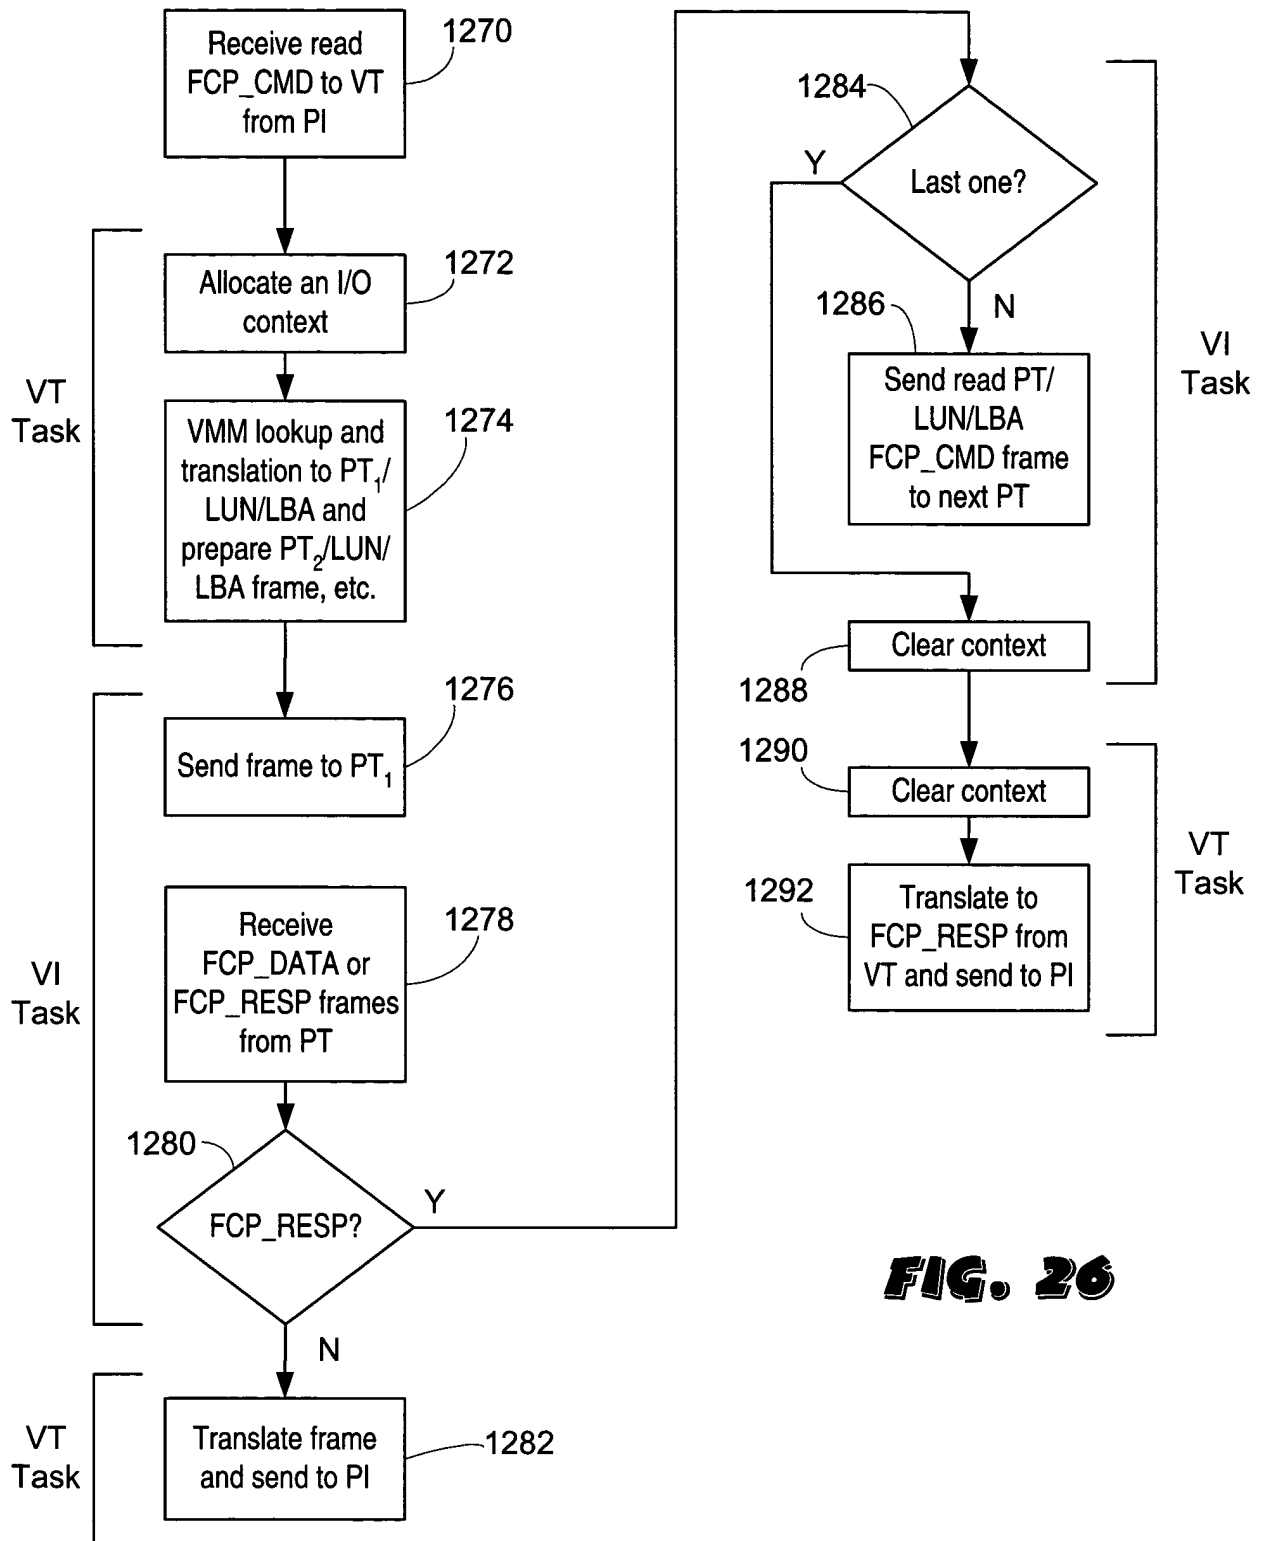 Receive read
FCP_CMD to VT
from PI
1270
VT
Task
Allocate an I/O
context
1272
VMM lookup and
translation to PT1/
LUN/LBA and
prepare PT2/LUN/
LBA frame, etc.
1274
VI
Task
Send frame to PT1
1276
Receive
FCP_DATA or
FCP_RESP frames
from PT
1278
1280
FCP_RESP?
Y
N
VT
Task
Translate frame
and send to PI
1282
1284
Last one?
Y
N
1286
Send read PT/
LUN/LBA
FCP_CMD frame
to next PT
VI
Task
Clear context
1288
1290
Clear context
VT
Task
1292
Translate to
FCP_RESP from
VT and send to PI
FIG. 26